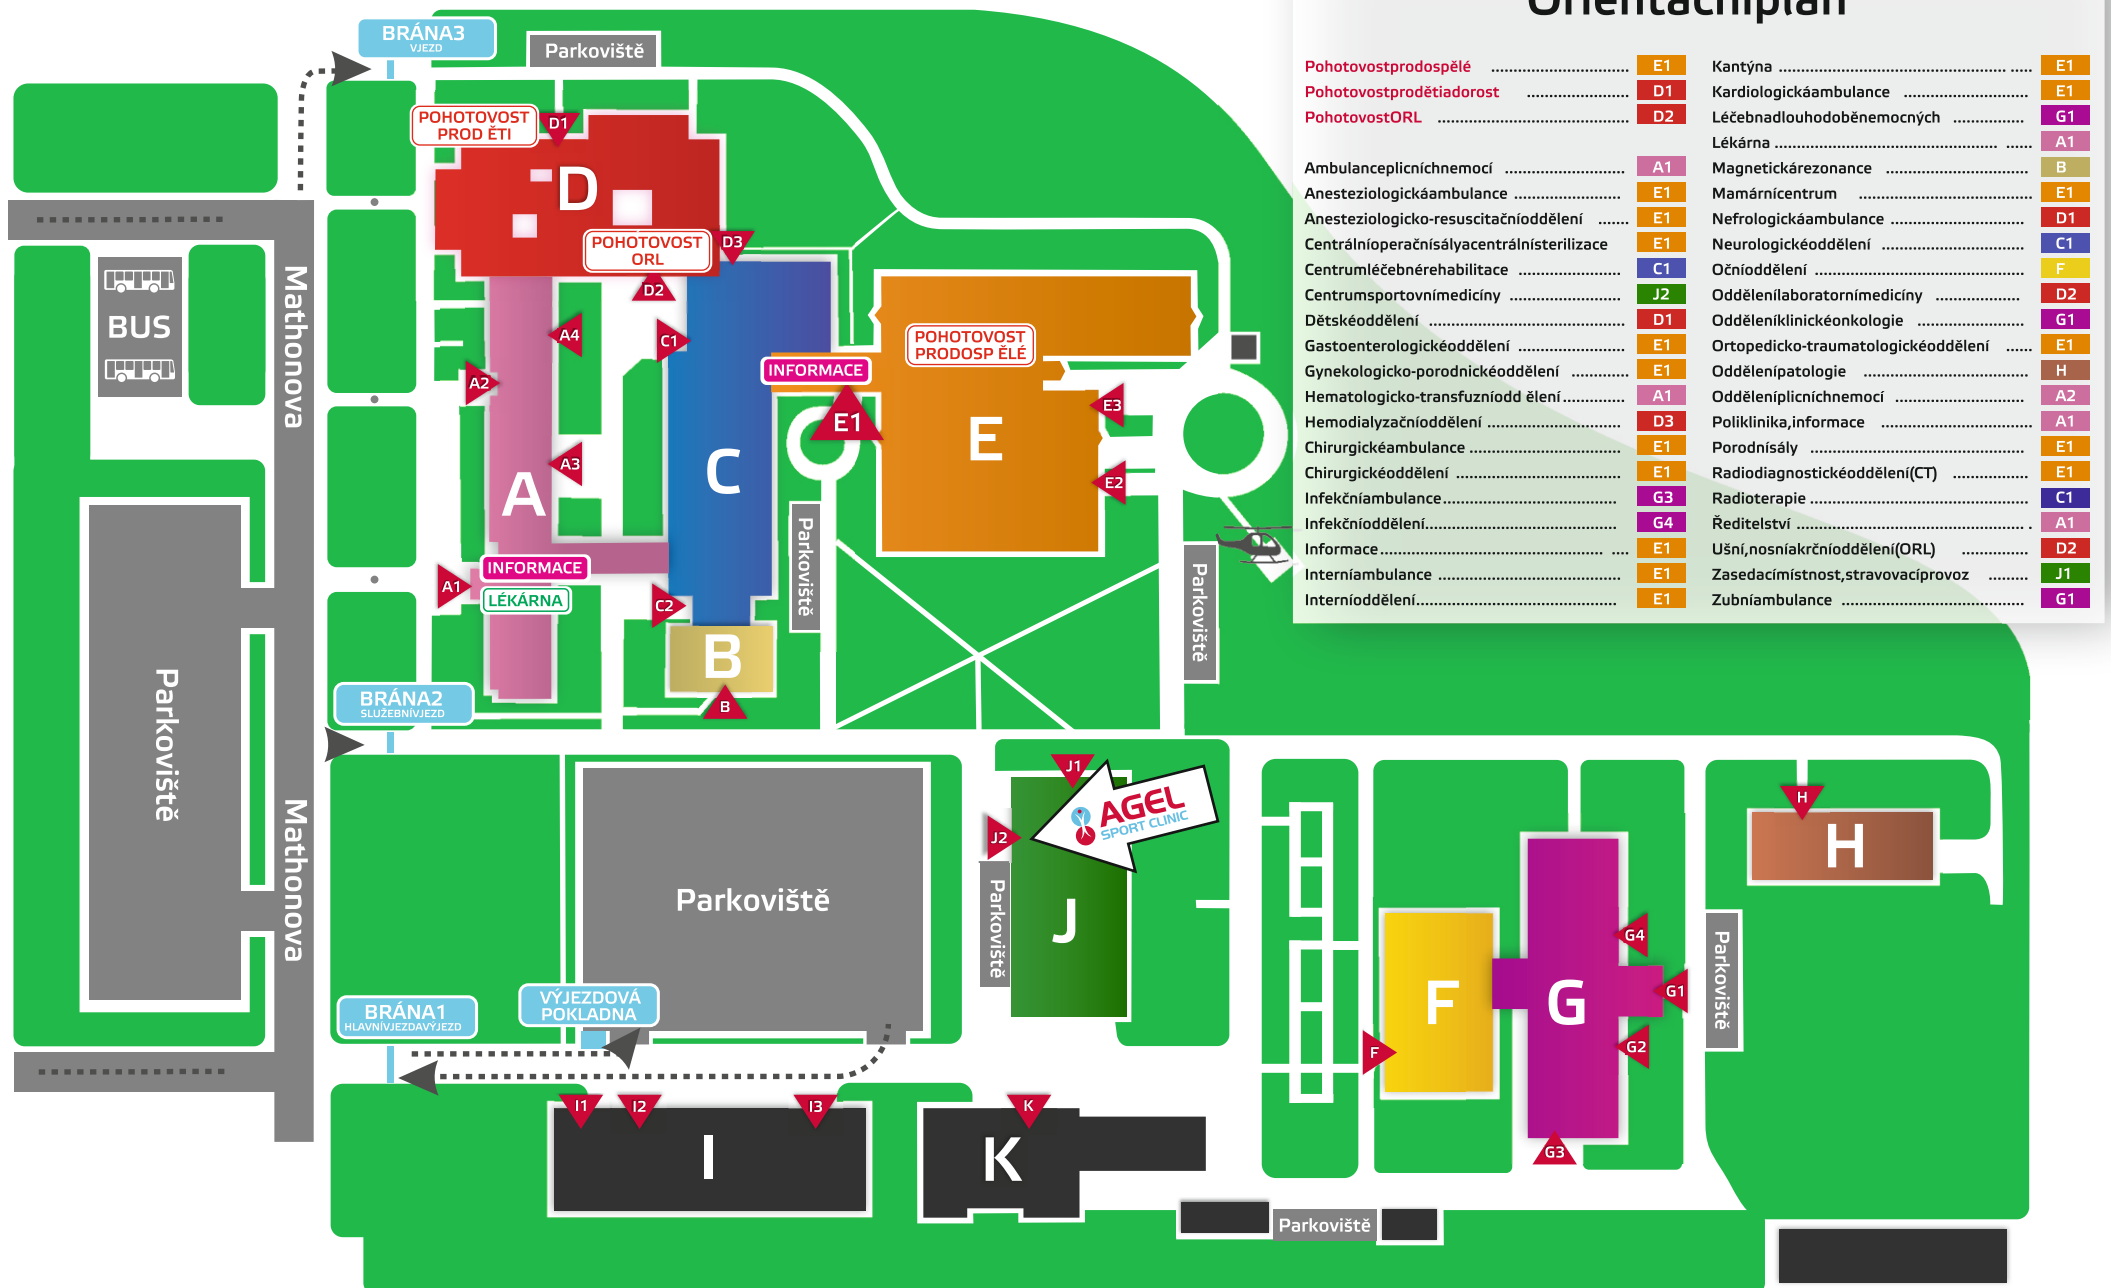 Orientačníplán
Pohotovostprodospělé E1
Pohotovostprodětiadorost D1
PohotovostORL D2
Ambulanceplicníchnemocí A1
Anesteziologickáambulance E1
Anesteziologicko-resuscitačníoddělení E1
Centrálníoperačnísályacentrálnísterilizace E1
Centrumléčebnérehabilitace C1
Centrumsportovnímedicíny J2
Dětskéoddělení D1
Gastoenterologickéoddělení E1
Gynekologicko-porodnickéoddělení E1
Hematologicko-transfuzníodd ělení A1
Hemodialyzačníoddělení D3
Chirurgickéambulance E1
Chirurgickéoddělení E1
Infekčníambulance G3
Infekčníoddělení G4
Informace E1
Interníambulance E1
Interníoddělení E1
Kantýna E1
Kardiologickáambulance E1
Léčebnadlouhodoběnemocných G1
Lékárna A1
Magnetickárezonance B
Mamárnícentrum E1
Nefrologickáambulance D1
Neurologickéoddělení C1
Očníoddělení F
Oddělenílaboratornímedicíny D2
Odděleníklinickéonkologie G1
Ortopedicko-traumatologickéoddělení E1
Oddělenípatologie H
Odděleníplicníchnemocí A2
Poliklinika,informace A1
Porodnísály E1
Radiodiagnostickéoddělení(CT) E1
Radioterapie C1
Ředitelství A1
Ušní,nosníakrčníoddělení(ORL) D2
Zasedacímístnost,stravovacíprovoz J1
Zubníambulance G1
BRÁNA3
VJEZD
Parkoviště
POHOTOVOST
PROD ĚTI
D1
D
POHOTOVOST
ORL
D3
D2
Mathonova
BUS
A4
C1
A2
POHOTOVOST
PRODOSP ĚLÉ
INFORMACE
E1
E3
E
E2
A3
A
C
Parkoviště
INFORMACE
A1
LÉKÁRNA
C2
Parkoviště
B
B
BRÁNA2
SLUŽEBNÍVJEZD
Parkoviště
Mathonova
J1
AGEL
SPORT CLINIC
J2
J
Parkoviště
Parkoviště
H
H
G4
G1
G2
G3
G
F
F
Parkoviště
VÝJEZDOVÁ
POKLADNA
BRÁNA1
HLAVNÍVJEZDAVÝJEZD
I1
I2
I3
I
K
K
Parkoviště